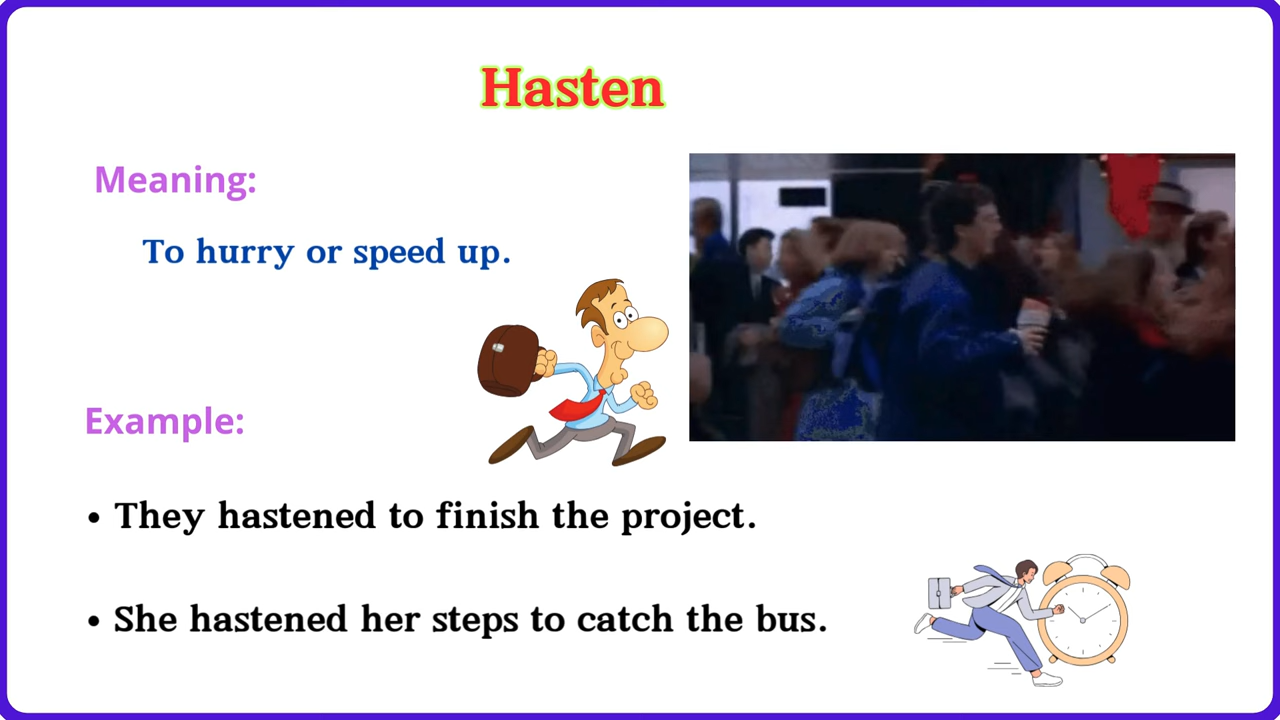 Hasten
Meaning:
To hurry or speed up.
Example:
• They hastened to finish the project.
• She hastened her steps to catch the bus.